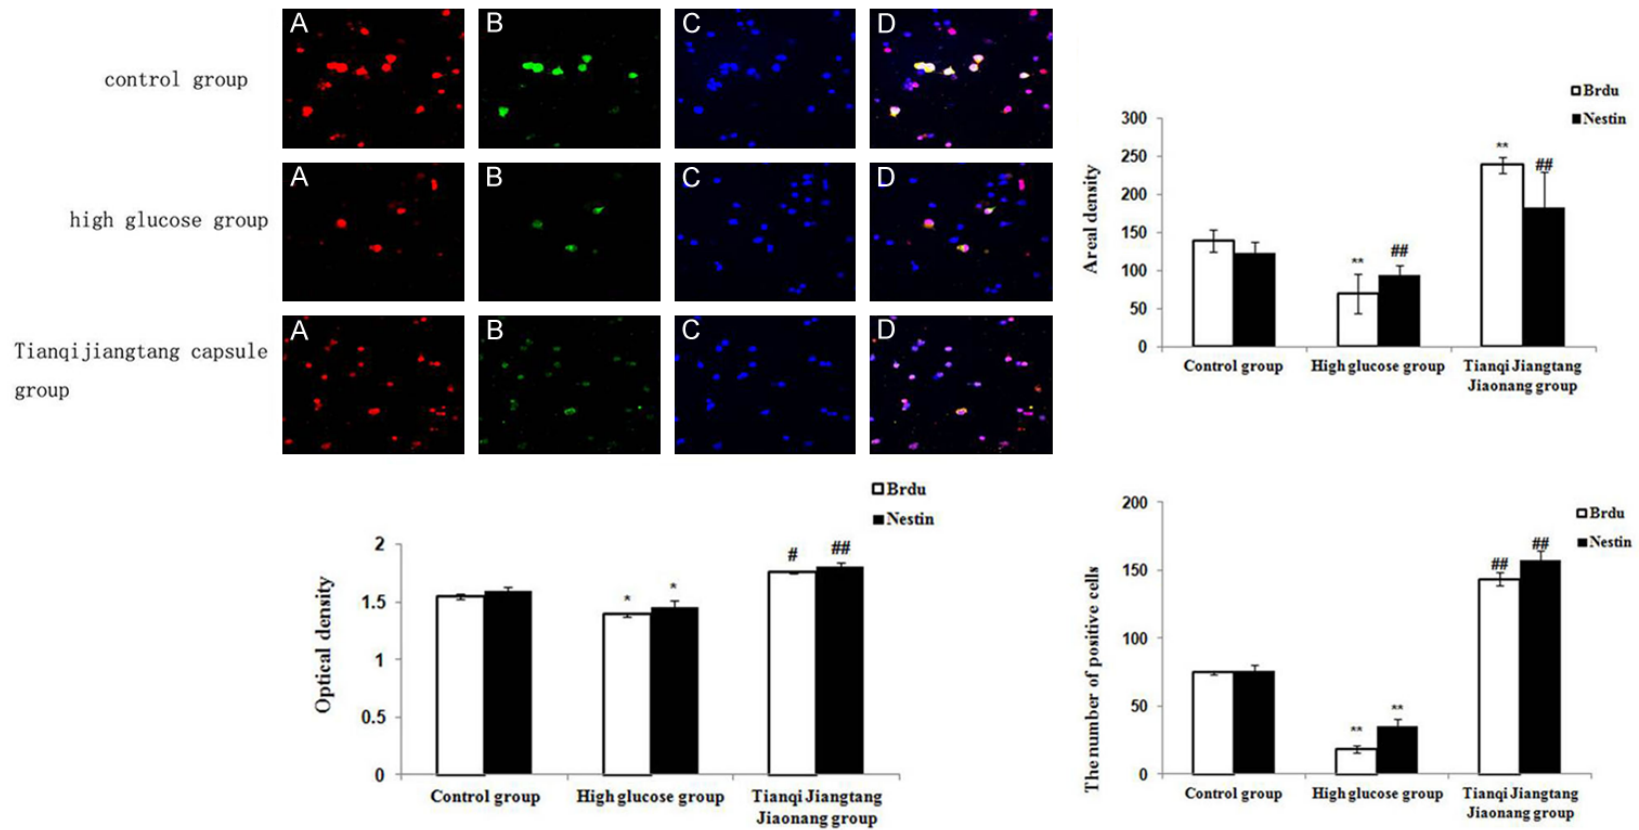 A B C D
control group
A B C D
high glucose group
A B C D
Tianqijiangtang capsule
group
Brdu
Nestin
300
250
200
150
100
50
0
Areal density
** ##
** ##
Control group High glucose group Tianqi Jiangtang
Jiaonang group
Brdu
Nestin
2
1.5
1
0.5
0
Optical density
* *
# ##
Control group High glucose group Tianqi Jiangtang
Jiaonang group
Brdu
Nestin
200
150
100
50
0
The number of positive cells
** **
## ##
Control group High glucose group Tianqi Jiangtang
Jiaonang group